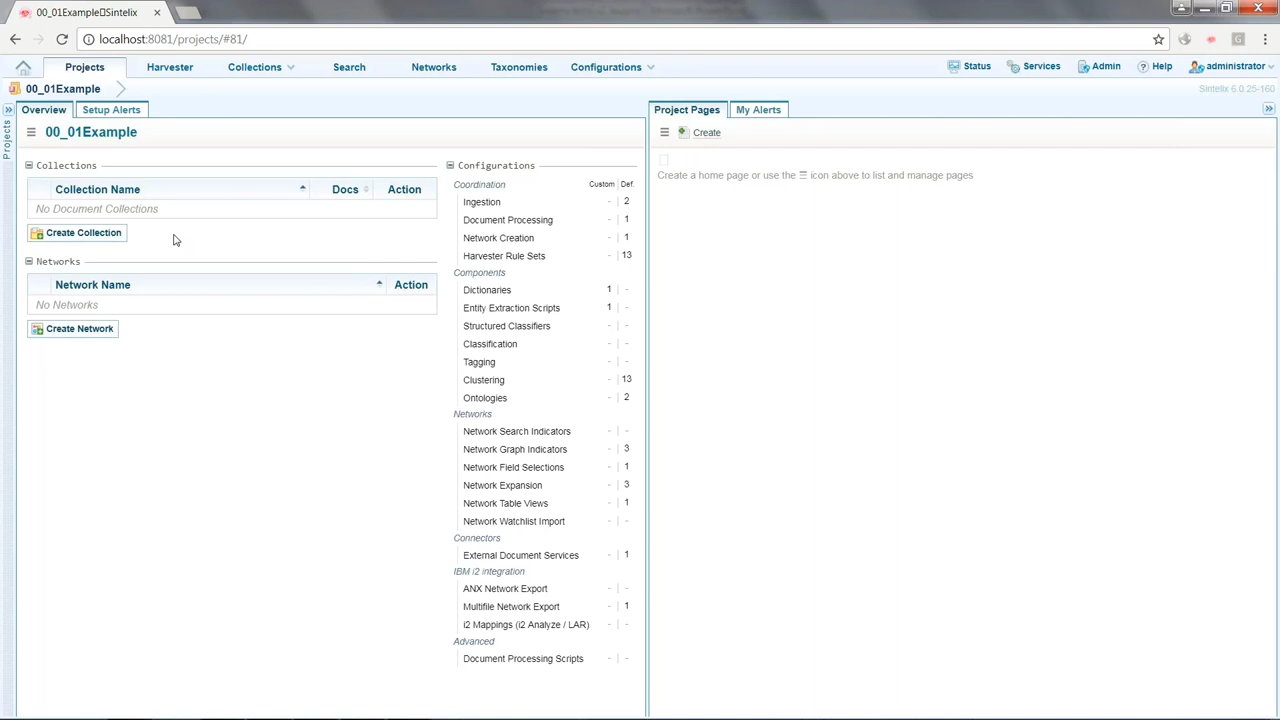 00_01Example Sintelix
localhost:8081/projects/#81/
Projects Harvester Collections Search Networks Taxonomies Configurations Status Services Admin Help administrator
00_01Example Sintelix 6.0.25-160
Projects
Overview Setup Alerts
00_01Example
Collections
Collection Name Docs Action
No Document Collections
Create Collection
Networks
Network Name Action
No Networks
Create Network
Configurations
Coordination Custom Def.
Ingestion - 2
Document Processing - 1
Network Creation - 1
Harvester Rule Sets - 13
Components
Dictionaries 1 -
Entity Extraction Scripts 1 -
Structured Classifiers - -
Classification - -
Tagging - -
Clustering - 13
Ontologies - 2
Networks
Network Search Indicators - -
Network Graph Indicators - 3
Network Field Selections - 1
Network Expansion - 3
Network Table Views - 1
Network Watchlist Import - -
Connectors
External Document Services - 1
IBM i2 integration
ANX Network Export - -
Multifile Network Export - 1
i2 Mappings (i2 Analyze / LAR) - -
Advanced
Document Processing Scripts - -
Project Pages My Alerts
Create
Create a home page or use the ☰ icon above to list and manage pages